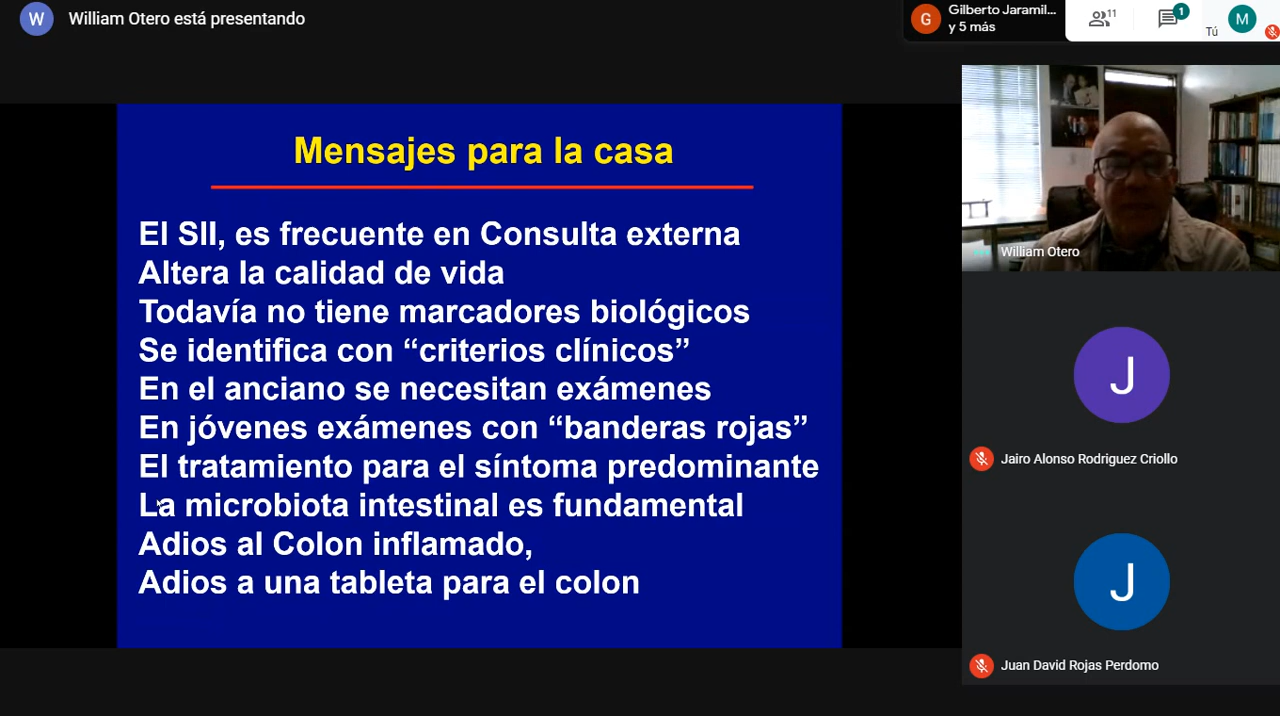 W
William Otero está presentando
G
Gilberto Jaramil...
y 5 más
11
1
Tú
M
Mensajes para la casa
El SII, es frecuente en Consulta externa
Altera la calidad de vida
Todavía no tiene marcadores biológicos
Se identifica con “criterios clínicos”
En el anciano se necesitan exámenes
En jóvenes exámenes con “banderas rojas”
El tratamiento para el síntoma predominante
La microbiota intestinal es fundamental
Adios al Colon inflamado,
Adios a una tableta para el colon
William Otero
J
Jairo Alonso Rodriguez Criollo
J
Juan David Rojas Perdomo